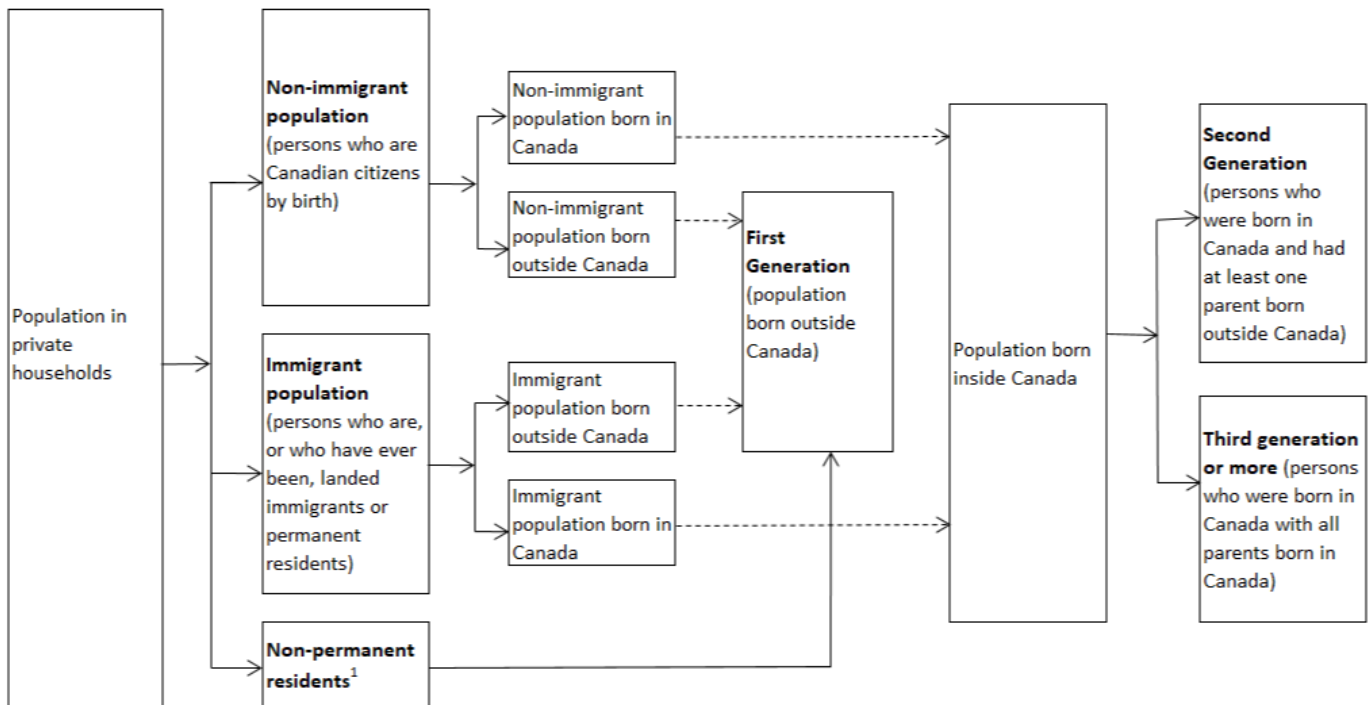 Population in
private
households
Non-immigrant
population
(persons who are
Canadian citizens
by birth)
Immigrant
population
(persons who are,
or who have ever
been, landed
immigrants or
permanent
residents)
Non-permanent
residents¹
Non-immigrant
population born in
Canada
Non-immigrant
population born
outside Canada
Immigrant
population born
outside Canada
Immigrant
population born in
Canada
First
Generation
(population
born outside
Canada)
Population born
inside Canada
Second
Generation
(persons who
were born in
Canada and had
at least one
parent born
outside Canada)
Third generation
or more (persons
who were born in
Canada with all
parents born in
Canada)